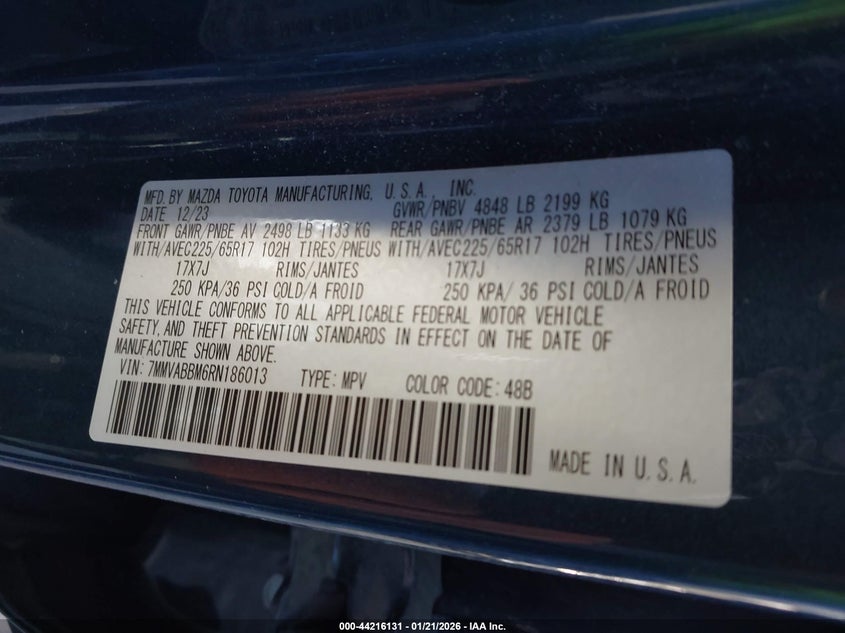 MFD. BY MAZDA TOYOTA MANUFACTURING, U.S.A., INC.
DATE 12/23 GVWR/PNBV 4848 LB 2199 KG
FRONT GAWR/PNBE AV 2498 LB 1133 KG REAR GAWR/PNBE AR 2379 LB 1079 KG
WITH/AVEC225/65R17 102H TIRES/PNEUS WITH/AVEC225/65R17 102H TIRES/PNEUS
17X7J RIMS/JANTES 17X7J RIMS/JANTES
250 KPA/36 PSI COLD/A FROID 250 KPA/ 36 PSI COLD/A FROID
THIS VEHICLE CONFORMS TO ALL APPLICABLE FEDERAL MOTOR VEHICLE
SAFETY, AND THEFT PREVENTION STANDARDS IN EFFECT ON THE DATE OF
MANUFACTURE SHOWN ABOVE.
VIN: 7MMVABBM6RN186013 TYPE: MPV COLOR CODE: 48B
MADE IN U.S.A.
000-44216131 - 01/21/2026 - IAA Inc.